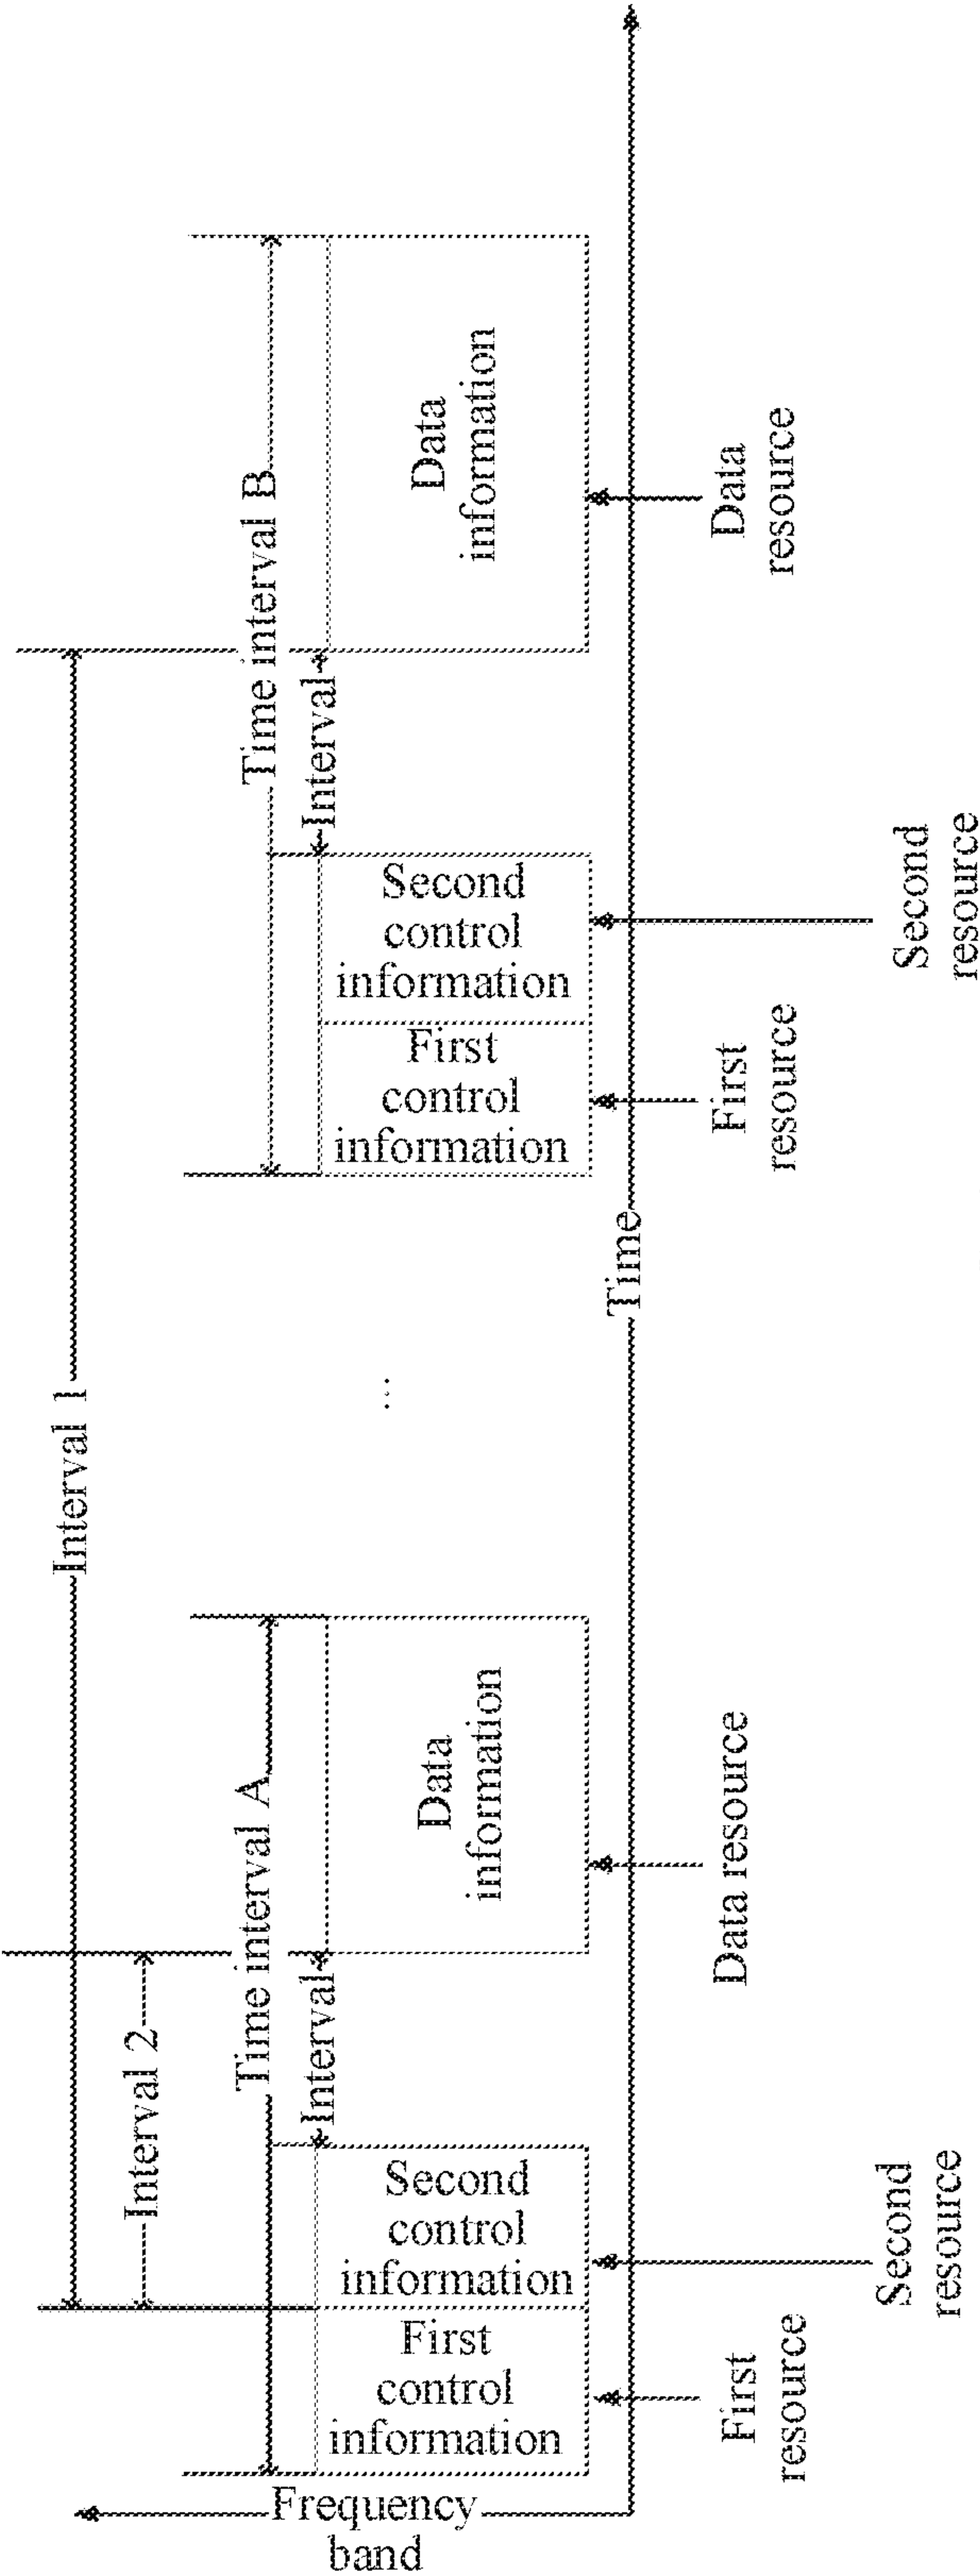 Interval 1
Interval 2
Time interval A
Time interval B
Interval
Interval
First
control
information
Second
control
information
Data
information
...
First
control
information
Second
control
information
Data
information
Frequency
band
Time
First
resource
Second
resource
Data resource
First
resource
Second
resource
Data
resource